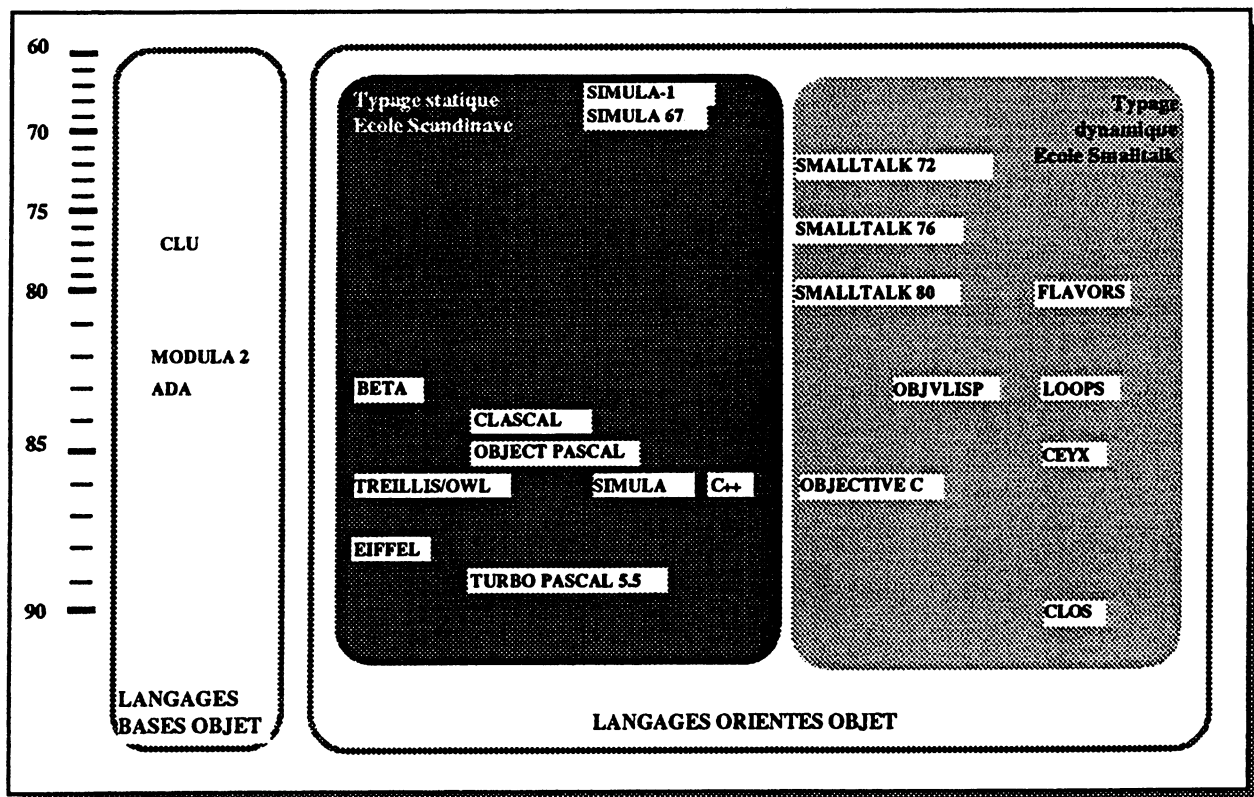 60
70
75
80
85
90
CLU
MODULA 2
ADA
LANGAGES
BASES OBJET
Typage statique
Ecole Scundinave
SIMULA-1
SIMULA 67
BETA
CLASCAL
OBJECT PASCAL
TREILLIS/OWL
SIMULA
C++
EIFFEL
TURBO PASCAL 5.5
Typage
dynamique
Ecole Smalltalk
SMALLTALK 72
SMALLTALK 76
SMALLTALK 80
FLAVORS
OBJVLISP
LOOPS
CEYX
OBJECTIVE C
CLOS
LANGAGES ORIENTES OBJET